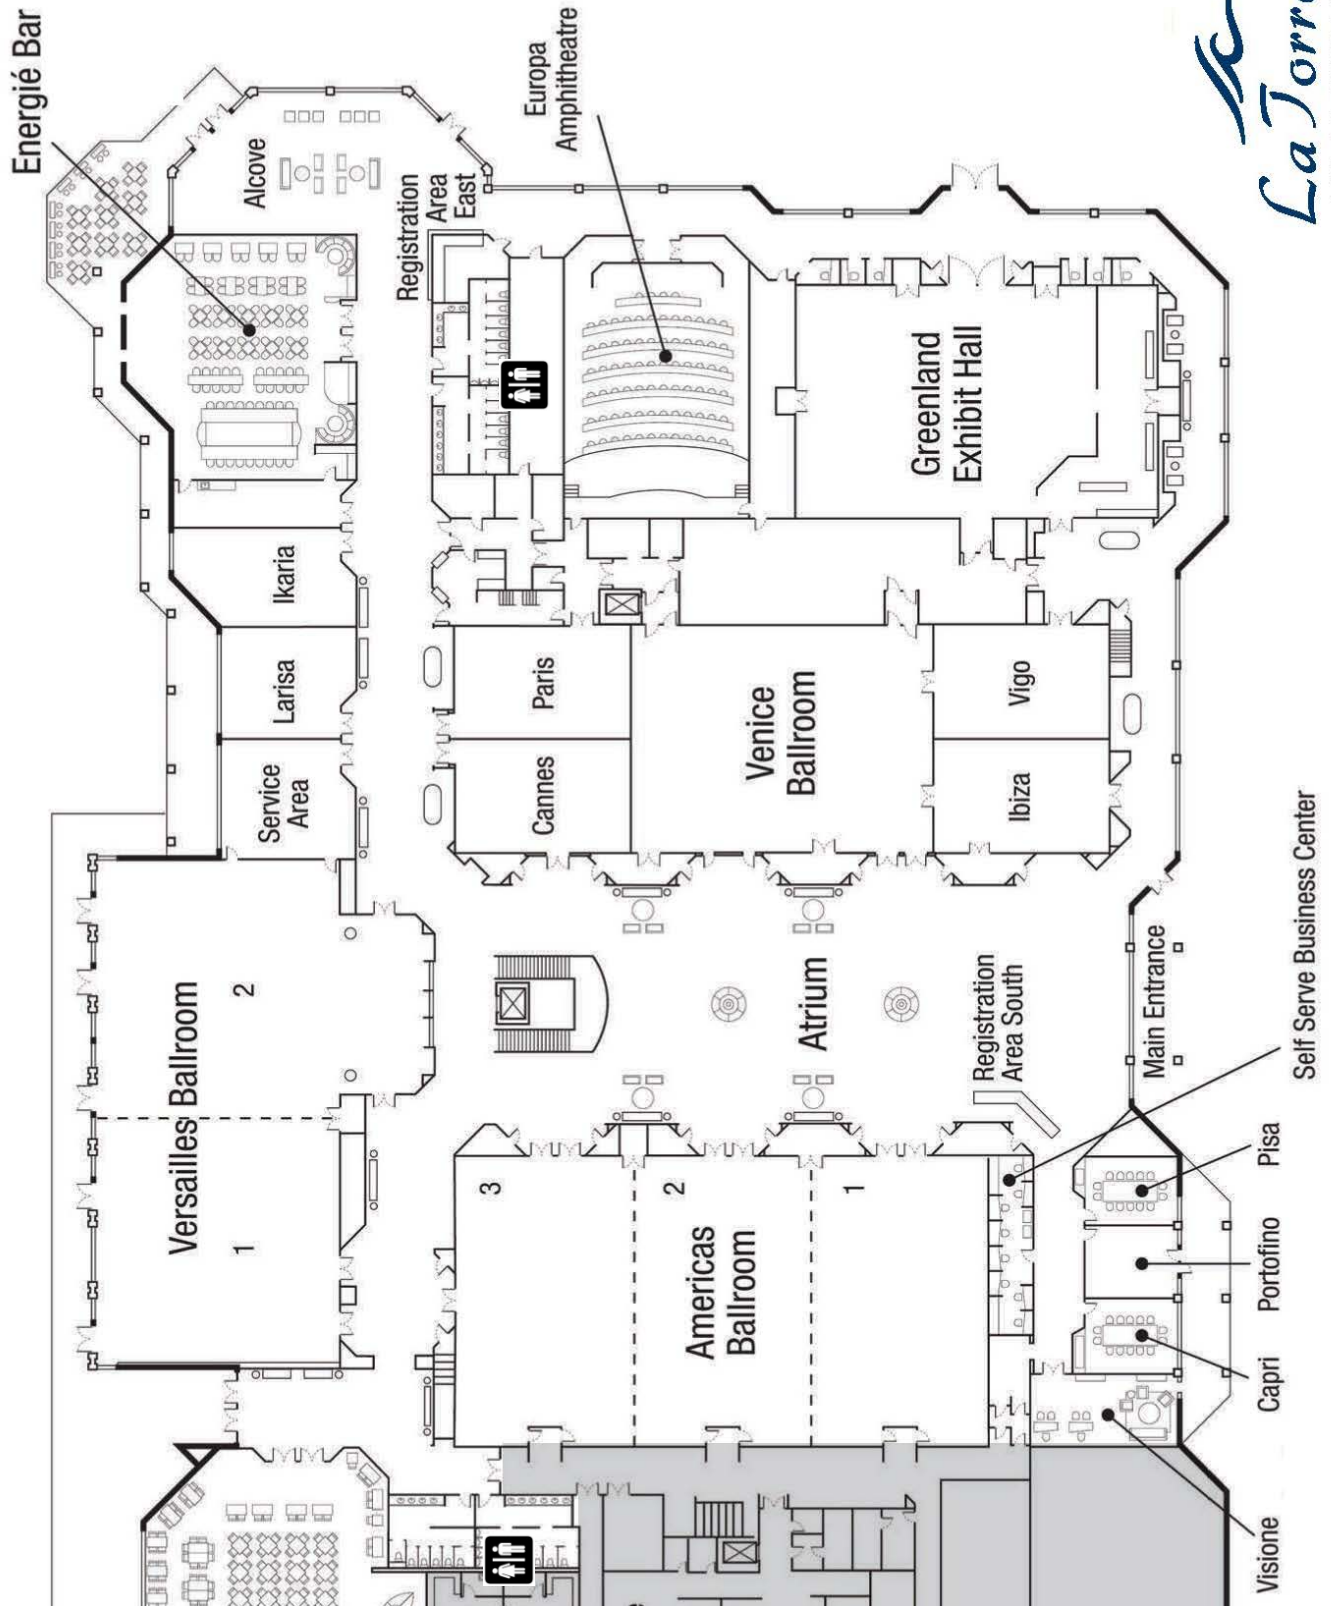 Energié Bar
Alcove
Registration
Area
East
Europa
Amphitheatre
Greenland
Exhibit Hall
Ikaria
Larisa
Service
Area
Paris
Cannes
Venice
Ballroom
Vigo
Ibiza
Versailles Ballroom
2
1
Atrium
Registration
Area South
Main Entrance
Self Serve Business Center
Americas
Ballroom
3
2
1
Pisa
Portofino
Capri
Visione
La Torre